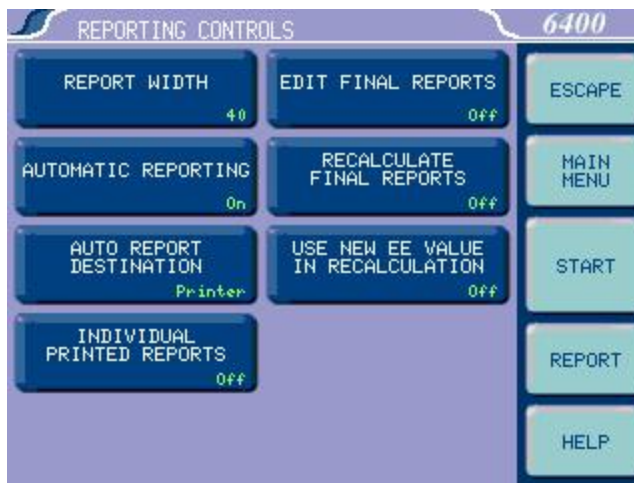 REPORTING CONTROLS
6400
REPORT WIDTH
40
EDIT FINAL REPORTS
Off
AUTOMATIC REPORTING
On
RECALCULATE
FINAL REPORTS
Off
AUTO REPORT
DESTINATION
Printer
USE NEW EE VALUE
IN RECALCULATION
Off
INDIVIDUAL
PRINTED REPORTS
Off
ESCAPE
MAIN
MENU
START
REPORT
HELP